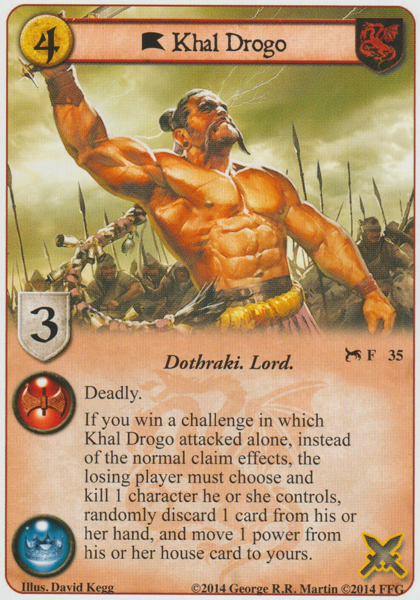 4
Khal Drogo
3
Dothraki. Lord.
F 35
Deadly.
If you win a challenge in which
Khal Drogo attacked alone, instead
of the normal claim effects, the
losing player must choose and
kill 1 character he or she controls,
randomly discard 1 card from his or
her hand, and move 1 power from
his or her house card to yours.
Illus. David Kegg
©2014 George R.R. Martin ©2014 FFG